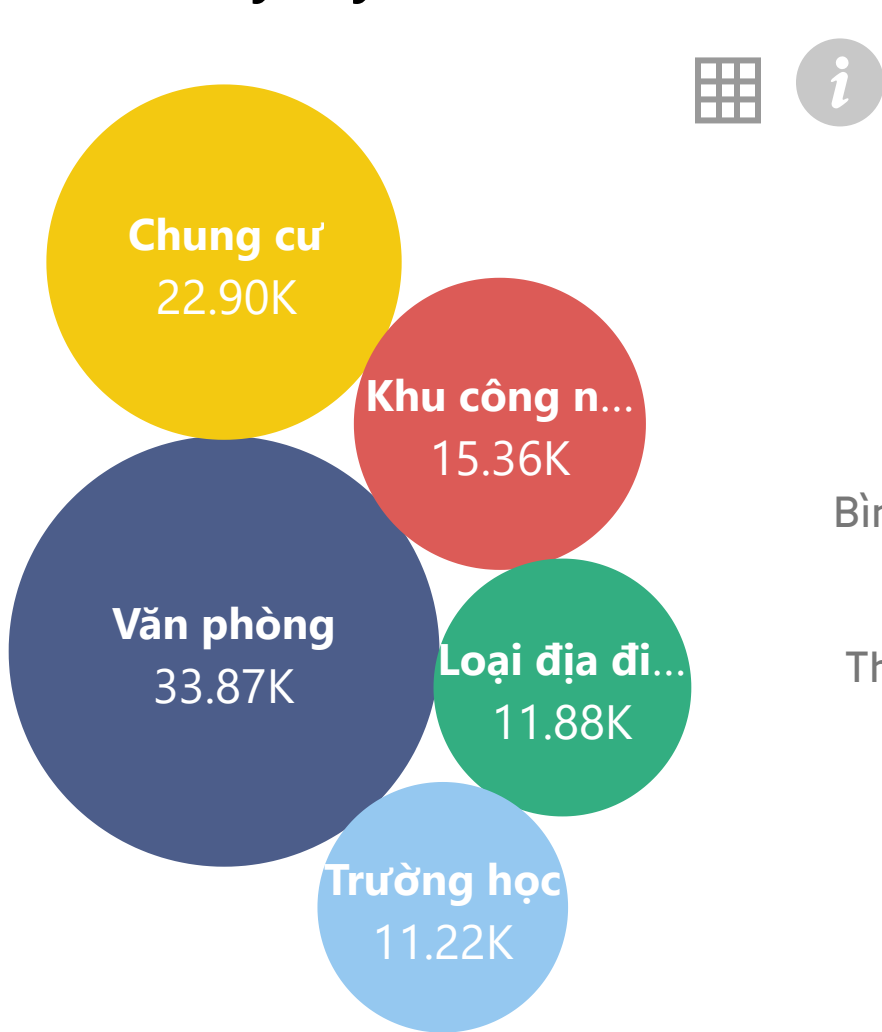 Chung cư
22.90K
Khu công n...
15.36K
Văn phòng
33.87K
Loại địa đi...
11.88K
Trường học
11.22K